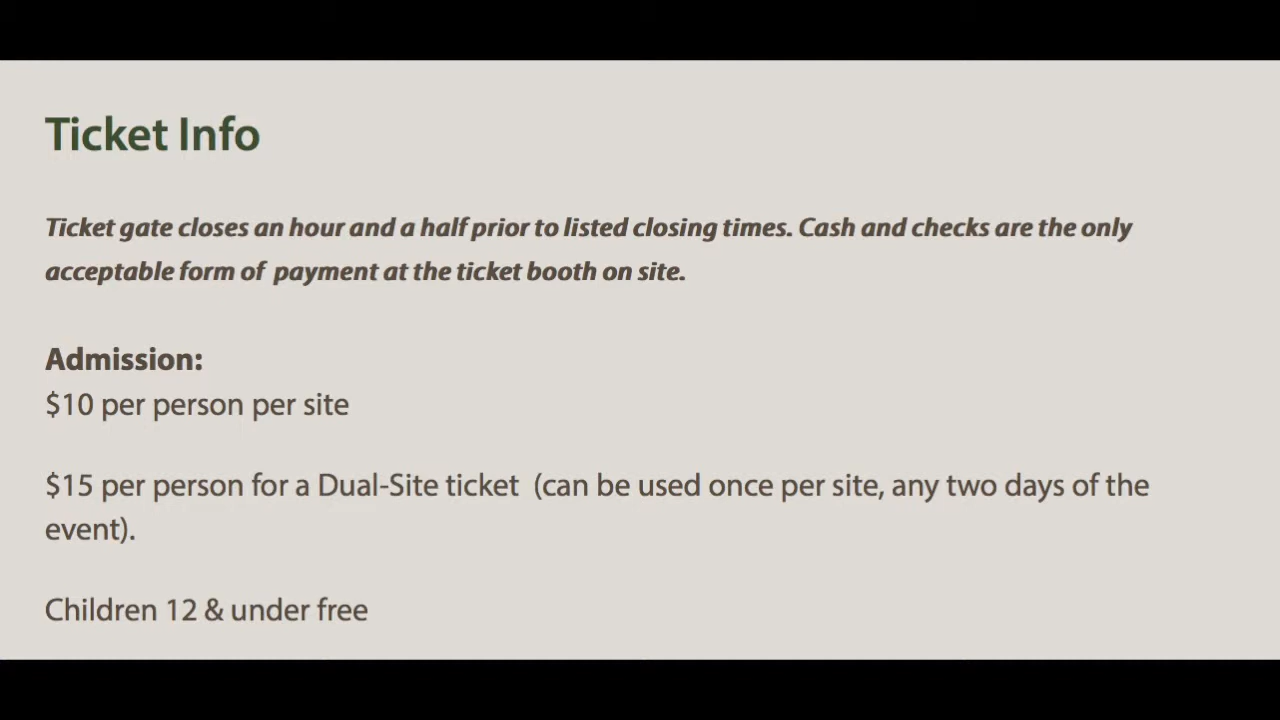 Ticket Info
Ticket gate closes an hour and a half prior to listed closing times. Cash and checks are the only
acceptable form of payment at the ticket booth on site.
Admission:
$10 per person per site
$15 per person for a Dual-Site ticket (can be used once per site, any two days of the
event).
Children 12 & under free